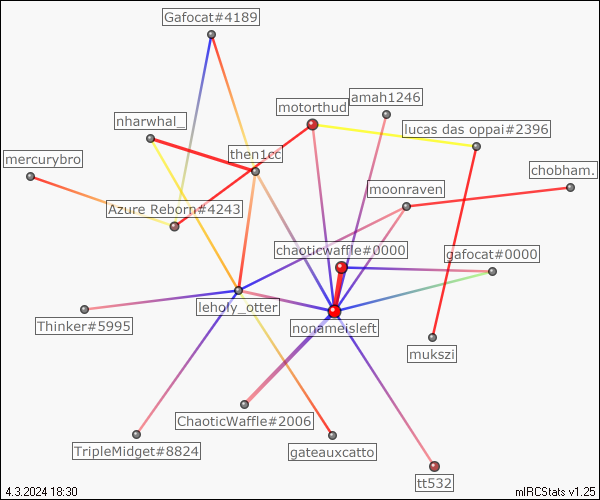 Gafocat#4189
amah1246
motorthud
nharwhal_
lucas das oppai#2396
then1cc
mercurybro
chobham.
moonraven
Azure Reborn#4243
chaoticwaffle#0000
gafocat#0000
leholy_otter
Thinker#5995
nonameisleft
mukszi
ChaoticWaffle#2006
TripleMidget#8824
gateauxcatto
tt532
4.3.2024 18:30
mIRCStats v1.25